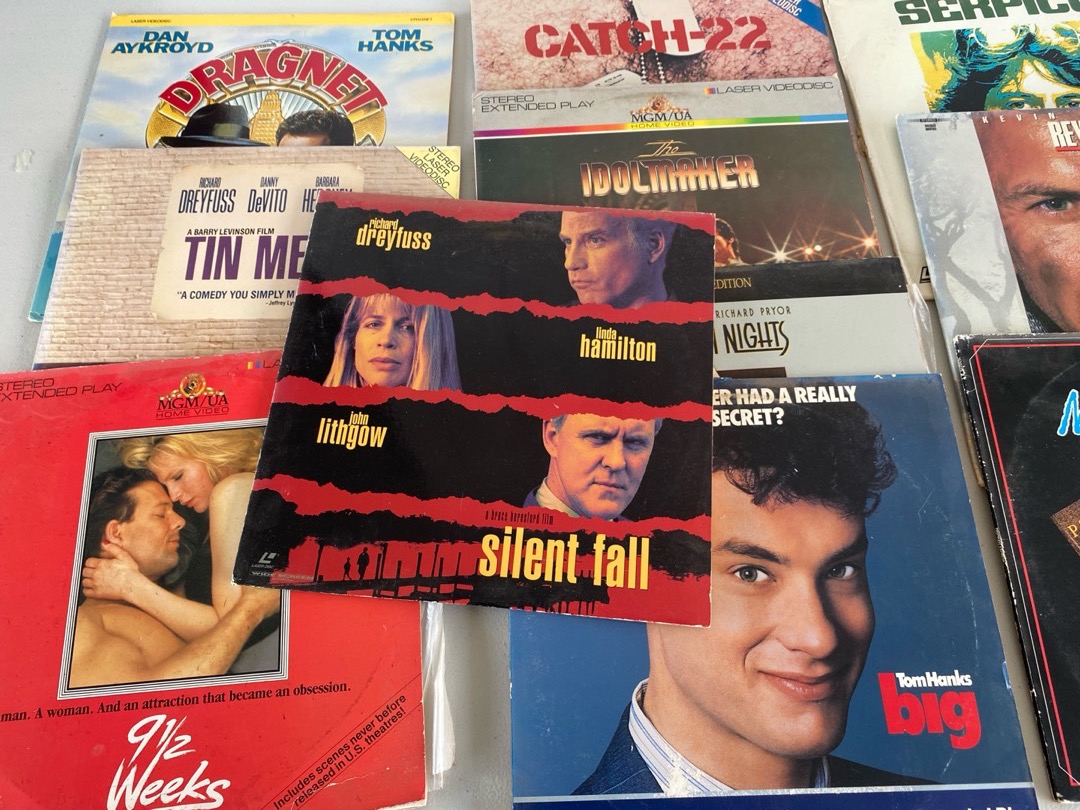 LASER VIDEODISC
DAN AYKROYD
TOM HANKS
DRAGNET
CATCH-22
SERPICO
STEREO
EXTENDED PLAY
MGM/UA
HOME VIDEO
LASER VIDEODISC
The
IDOLMAKER
KEVIN
STEREO
LASER
VIDEODISC
RICHARD
DREYFUSS
DANNY
DeVITO
BARBARA
A BARRY LEVINSON FILM
TIN ME
"A COMEDY YOU SIMPLY M
EDITION
RICHARD PRYOR
NIGHTS
richard
dreyfuss
linda
hamilton
john
lithgow
a bruce beresford film
silent fall
LASER DISC
WIDESCREEN
STEREO
EXTENDED PLAY
MGM/UA
HOME VIDEO
man. A woman. And an attraction that became an obsession.
9½
Weeks
Includes scenes never before
released in U.S. theatres!
ER HAD A REALLY
SECRET?
Tom Hanks
big